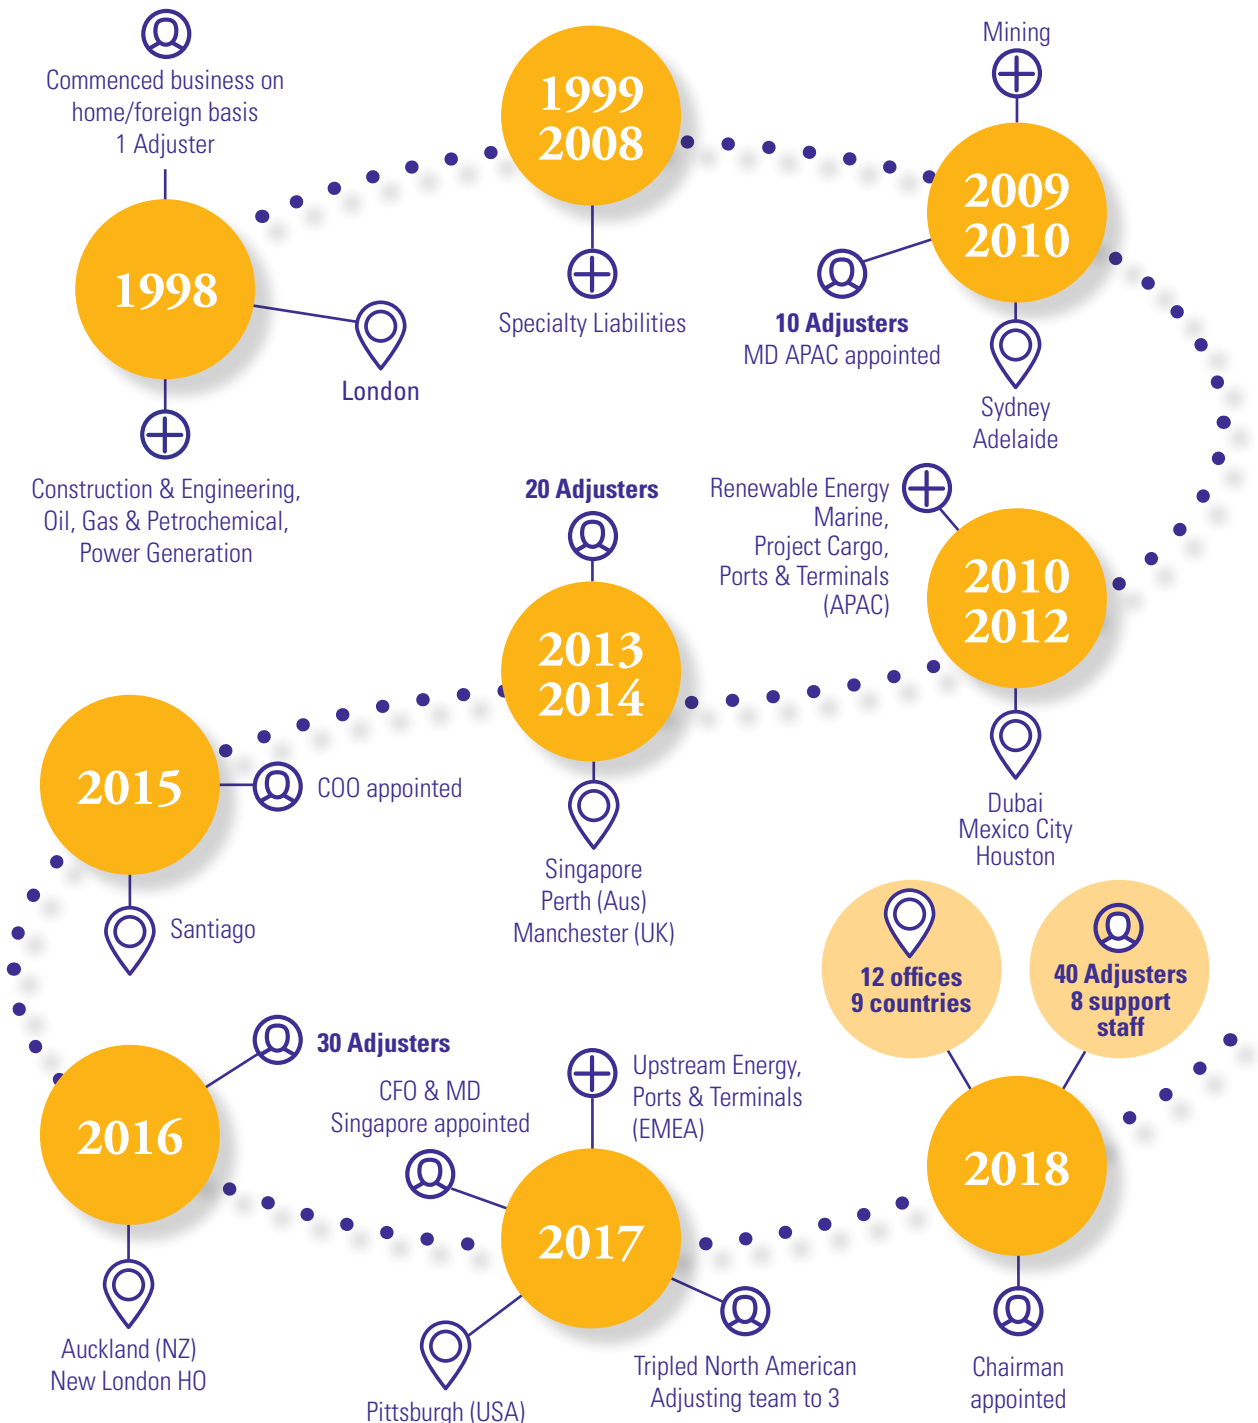 Commenced business on
home/foreign basis
1 Adjuster
1998
London
Construction & Engineering,
Oil, Gas & Petrochemical,
Power Generation
1999
2008
Specialty Liabilities
Mining
2009
2010
10 Adjusters
MD APAC appointed
Sydney
Adelaide
Renewable Energy
Marine,
Project Cargo,
Ports & Terminals
(APAC)
2010
2012
Dubai
Mexico City
Houston
20 Adjusters
2013
2014
Singapore
Perth (Aus)
Manchester (UK)
2015
COO appointed
Santiago
30 Adjusters
2016
Auckland (NZ)
New London HO
CFO & MD
Singapore appointed
Upstream Energy,
Ports & Terminals
(EMEA)
2017
Pittsburgh (USA)
Tripled North American
Adjusting team to 3
12 offices
9 countries
40 Adjusters
8 support
staff
2018
Chairman
appointed